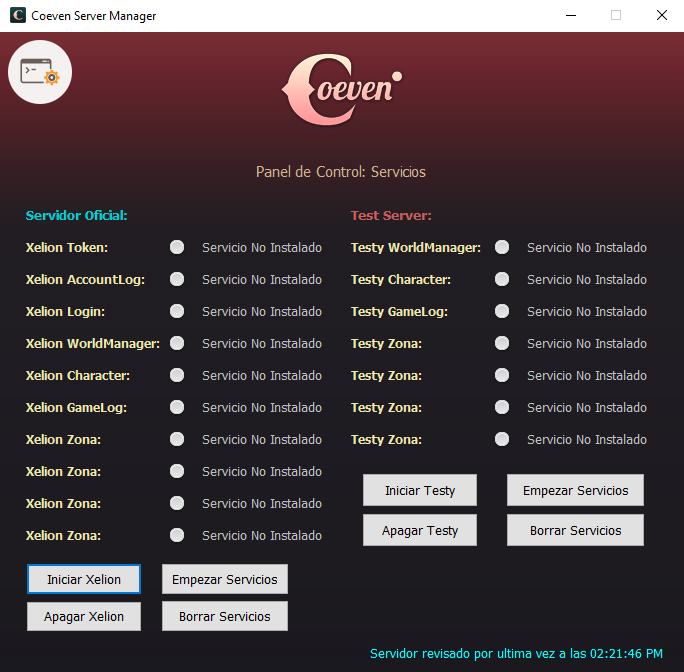 Coeven Server Manager
Coeven
Panel de Control: Servicios
Servidor Oficial:
Xelion Token: Servicio No Instalado
Xelion AccountLog: Servicio No Instalado
Xelion Login: Servicio No Instalado
Xelion WorldManager: Servicio No Instalado
Xelion Character: Servicio No Instalado
Xelion GameLog: Servicio No Instalado
Xelion Zona: Servicio No Instalado
Xelion Zona: Servicio No Instalado
Xelion Zona: Servicio No Instalado
Xelion Zona: Servicio No Instalado
Iniciar Xelion Empezar Servicios
Apagar Xelion Borrar Servicios
Test Server:
Testy WorldManager: Servicio No Instalado
Testy Character: Servicio No Instalado
Testy GameLog: Servicio No Instalado
Testy Zona: Servicio No Instalado
Testy Zona: Servicio No Instalado
Testy Zona: Servicio No Instalado
Testy Zona: Servicio No Instalado
Iniciar Testy Empezar Servicios
Apagar Testy Borrar Servicios
Servidor revisado por ultima vez a las 02:21:46 PM